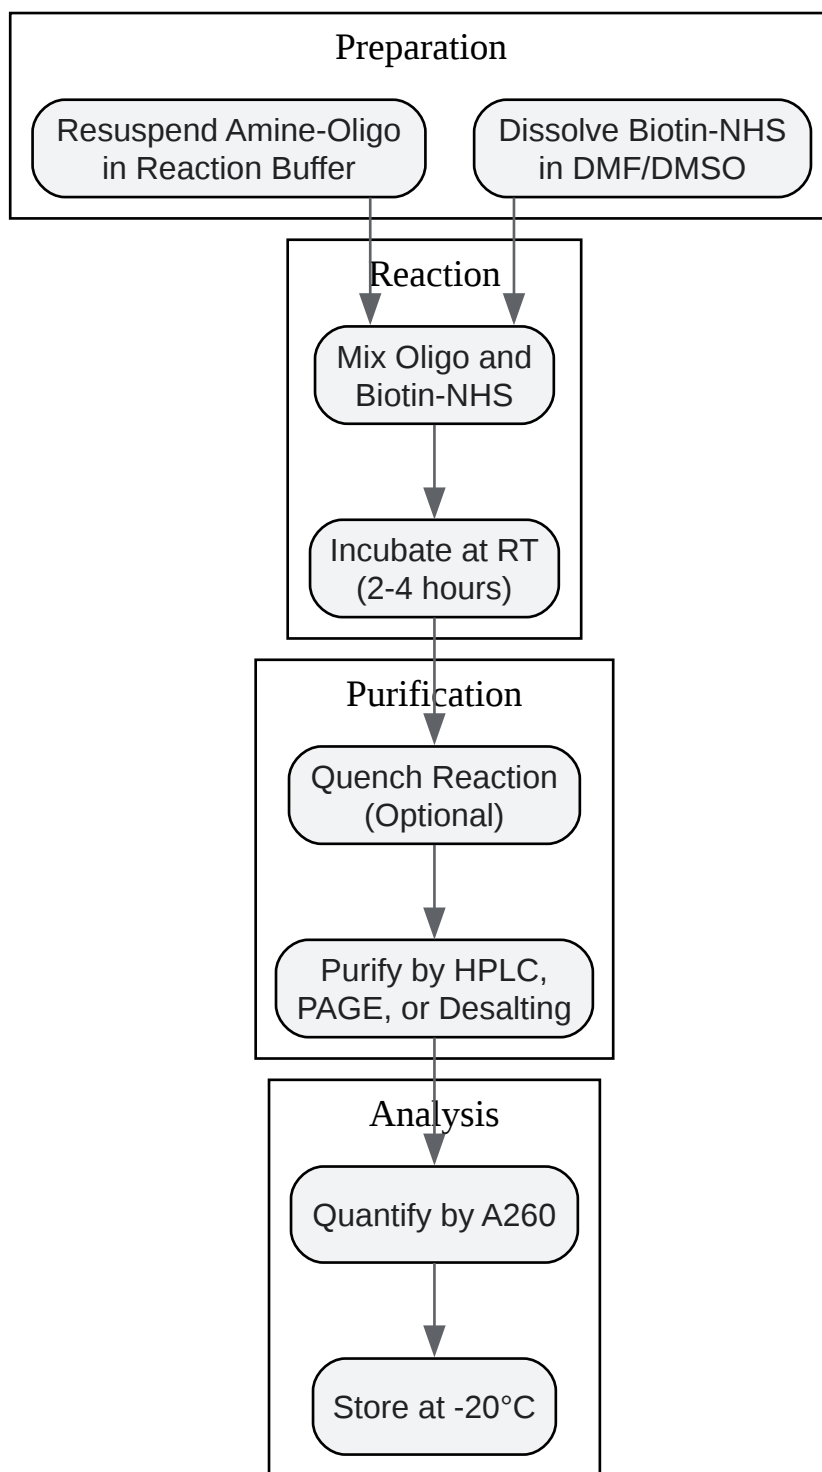 Preparation
Resuspend Amine-Oligo
in Reaction Buffer
Dissolve Biotin-NHS
in DMF/DMSO
Reaction
Mix Oligo and
Biotin-NHS
Incubate at RT
(2-4 hours)
Purification
Quench Reaction
(Optional)
Purify by HPLC,
PAGE, or Desalting
Analysis
Quantify by A260
Store at -20°C